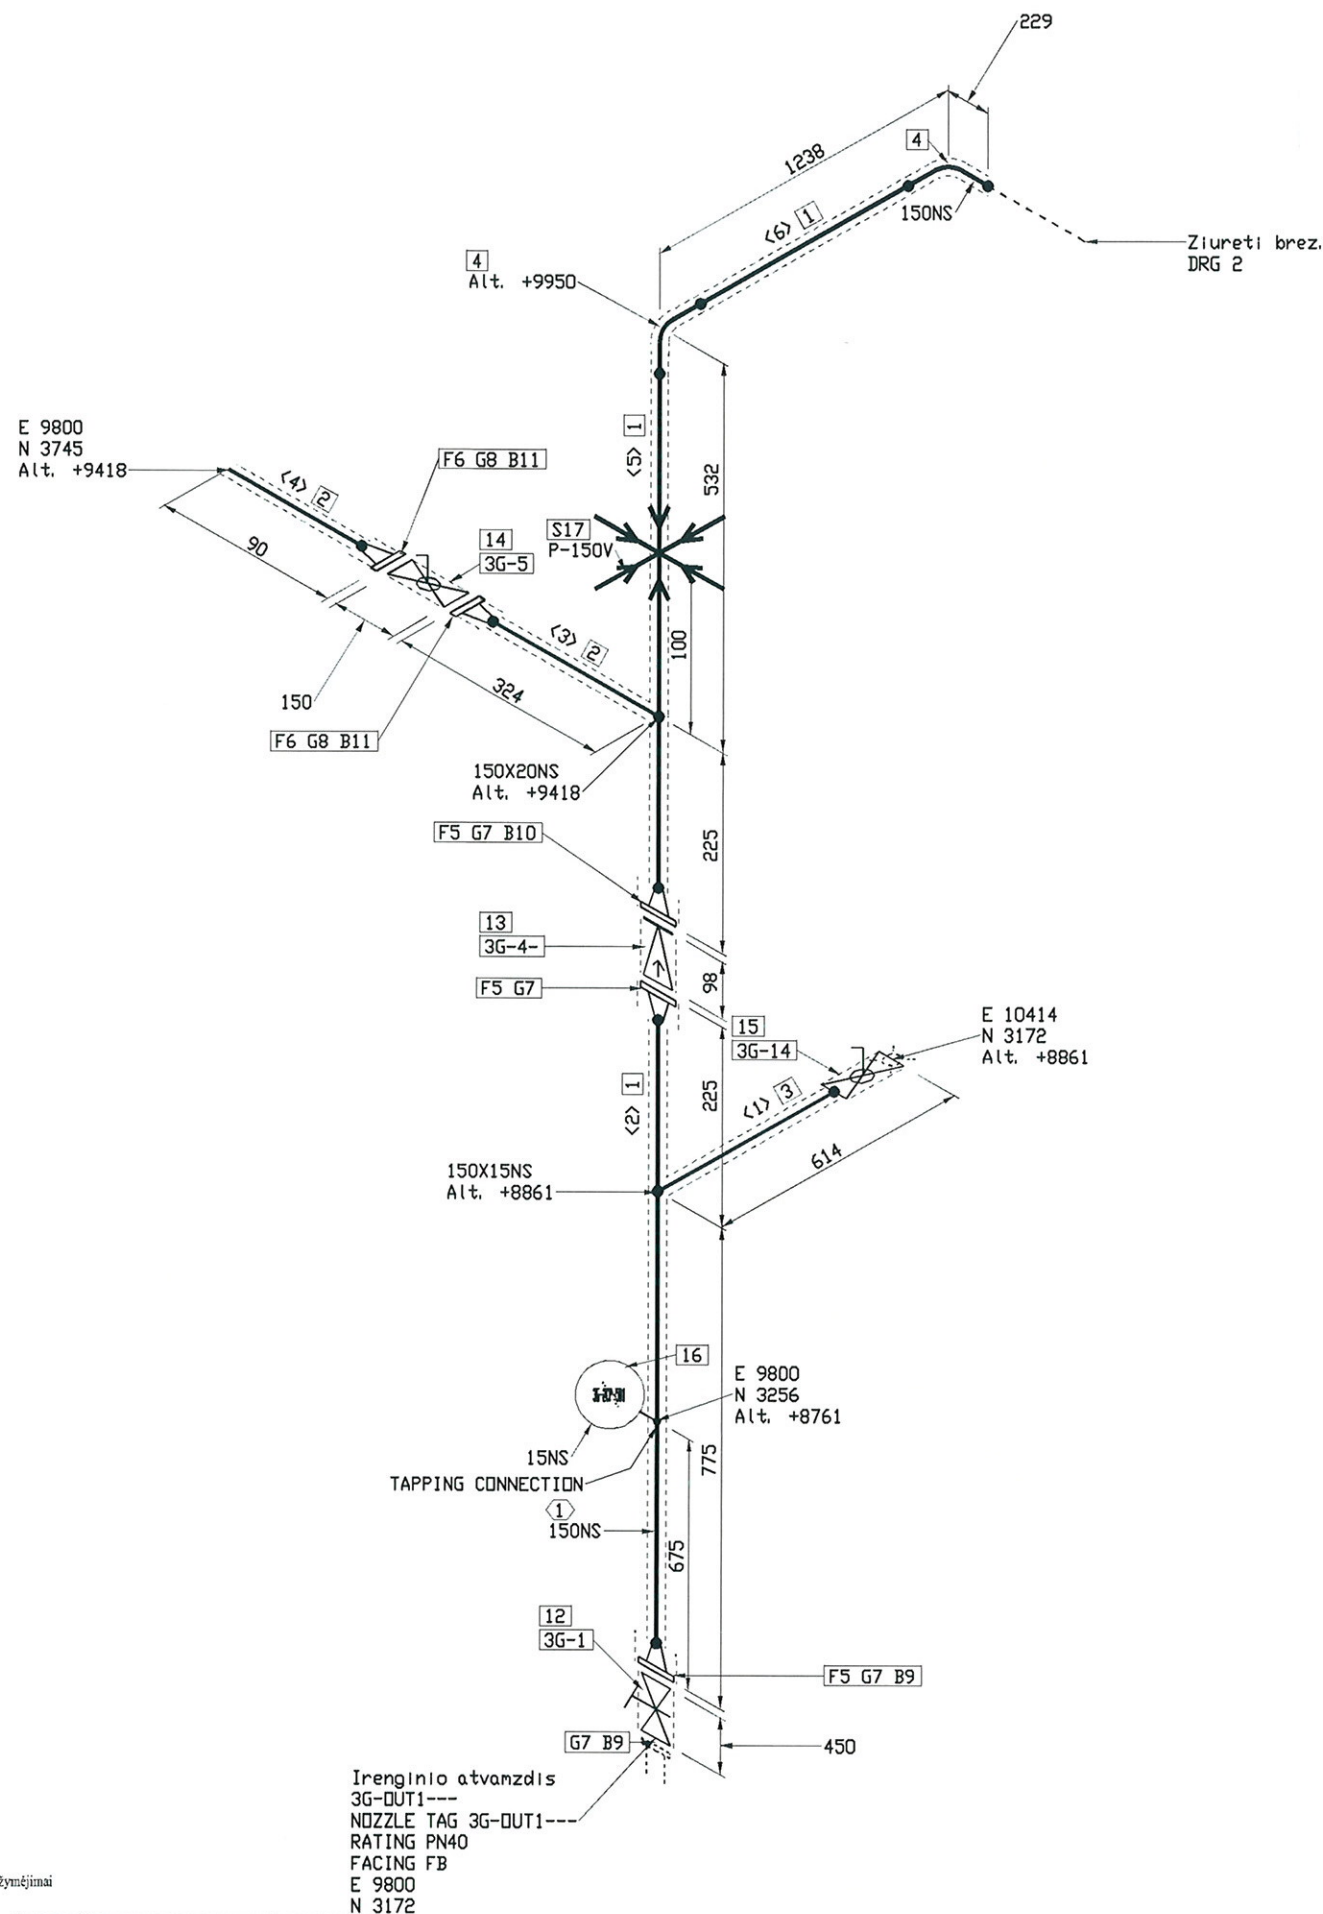 229
1238
4
150NS
<6> 1
Ziureti brez.
DRG 2
4
Alt. +9950
E 9800
N 3745
Alt. +9418
<4> 2
F6 G8 B11
<5> 1
532
S17
P-150V
14
3G-5
90
<3> 2
100
324
150
F6 G8 B11
150X20NS
Alt. +9418
F5 G7 B10
225
13
3G-4-
98
F5 G7
15
3G-14
E 10414
N 3172
Alt. +8861
<2> 1
225
<1> 3
614
150X15NS
Alt. +8861
16
E 9800
N 3256
Alt. +8761
15NS
TAPPING CONNECTION
775
1
150NS
675
12
3G-1
F5 G7 B9
G7 B9
450
Irenginio atvamzdis
3G-OUT1---
NOZZLE TAG 3G-OUT1---
RATING PN40
FACING FB
E 9800
N 3172
žymėjimai